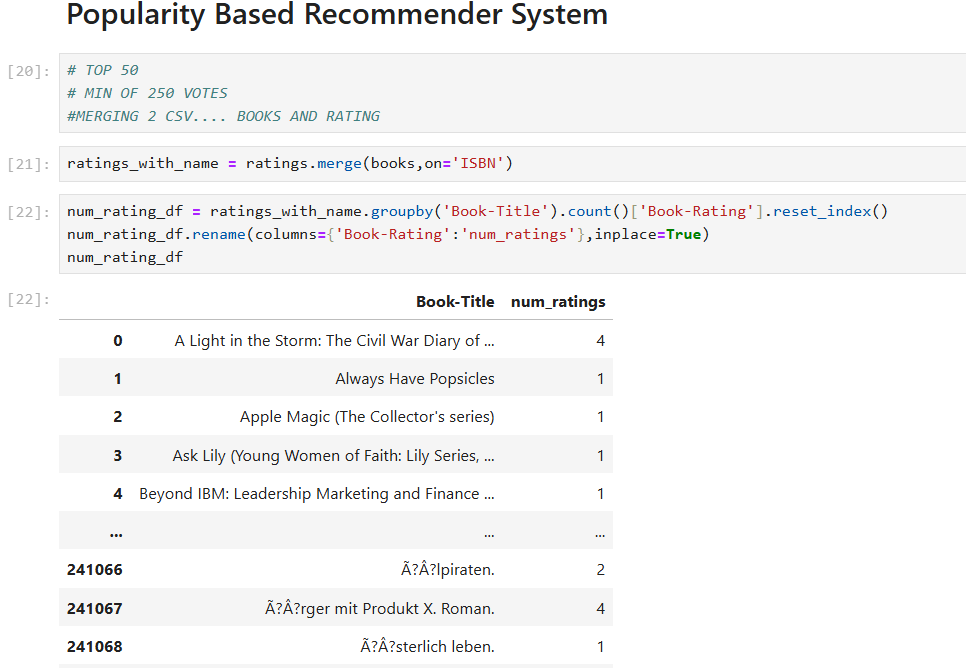 Popularity Based Recommender System
[20]: # TOP 50
# MIN OF 250 VOTES
#MERGING 2 CSV.... BOOKS AND RATING
[21]: ratings_with_name = ratings.merge(books,on='ISBN')
[22]: num_rating_df = ratings_with_name.groupby('Book-Title').count()['Book-Rating'].reset_index()
num_rating_df.rename(columns={'Book-Rating':'num_ratings'},inplace=True)
num_rating_df
[22]: Book-Title num_ratings
0 A Light in the Storm: The Civil War Diary of ... 4
1 Always Have Popsicles 1
2 Apple Magic (The Collector's series) 1
3 Ask Lily (Young Women of Faith: Lily Series, ... 1
4 Beyond IBM: Leadership Marketing and Finance ... 1
... ... ...
241066 Ã?Â?lpiraten. 2
241067 Ã?Â?rger mit Produkt X. Roman. 4
241068 Ã?Â?sterlich leben. 1